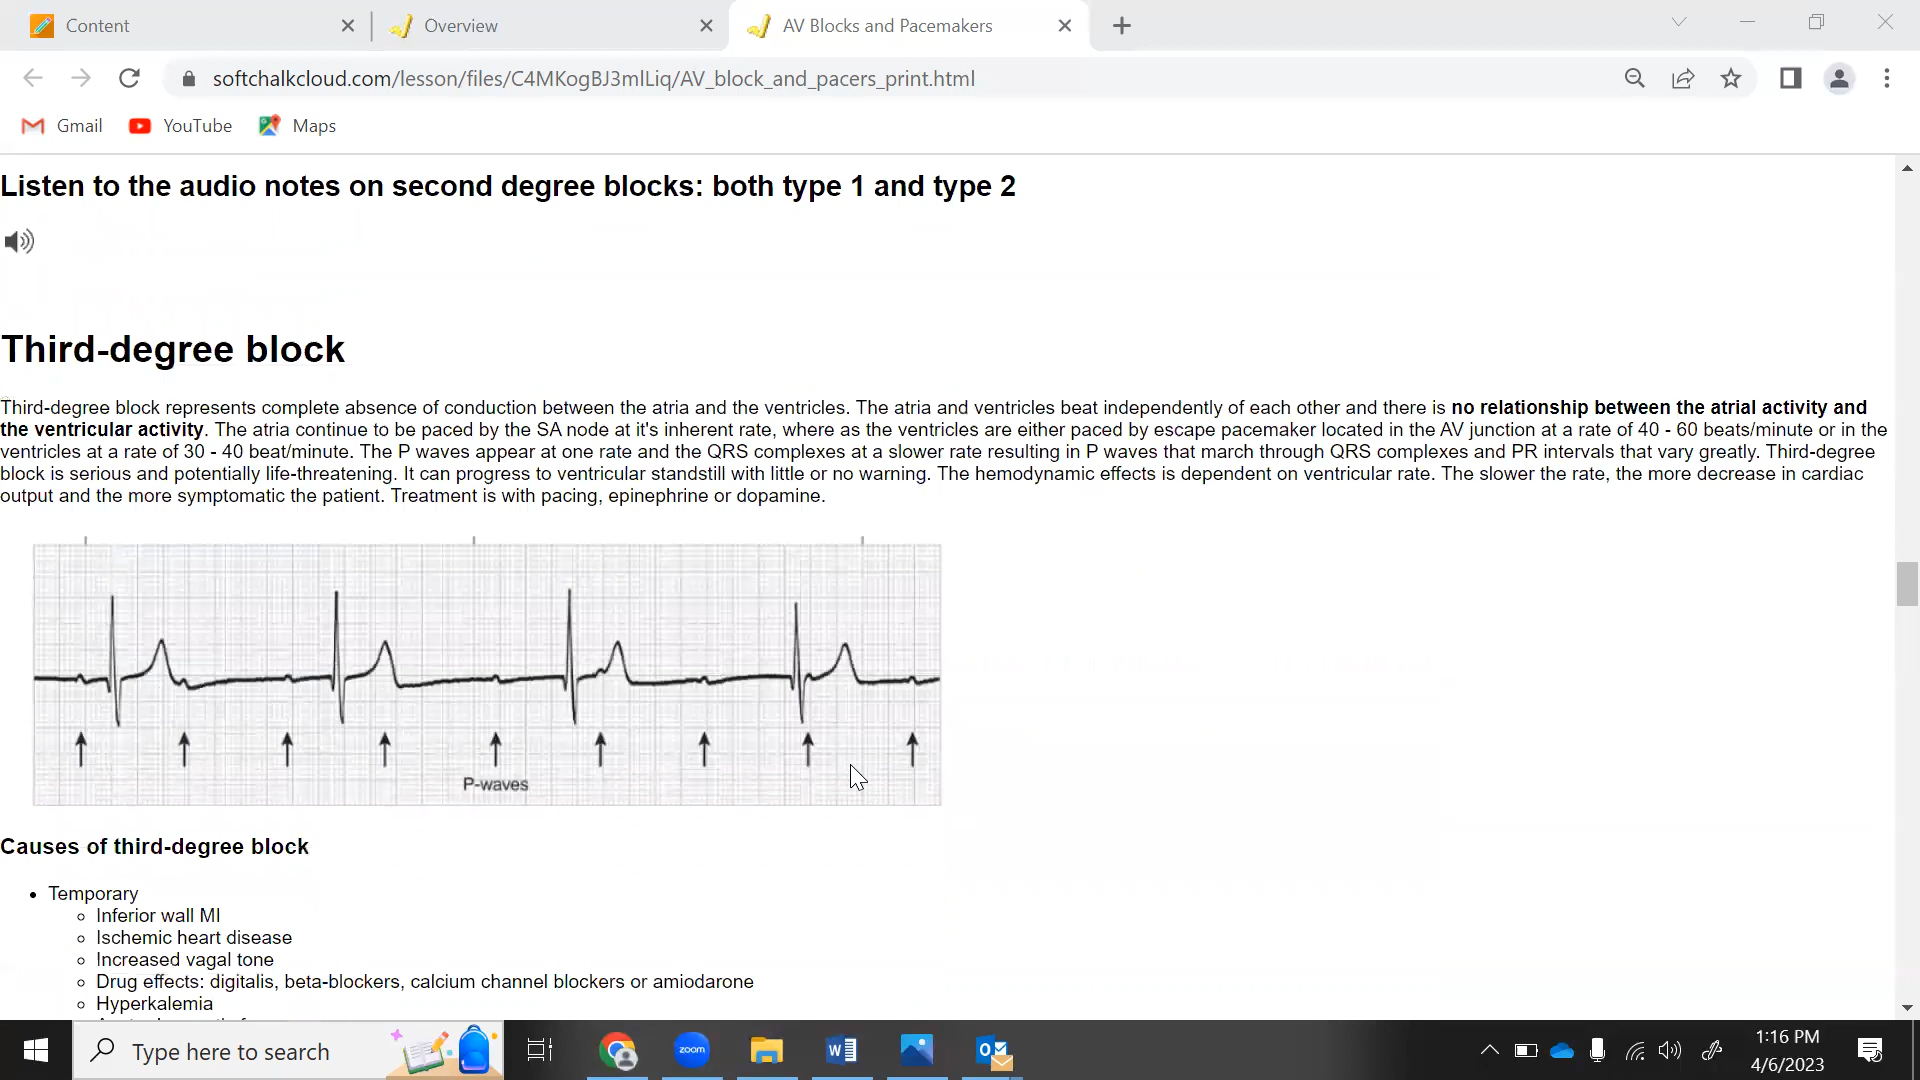 Content
Overview
AV Blocks and Pacemakers
softchalkcloud.com/lesson/files/C4MKogBJ3mlLiq/AV_block_and_pacers_print.html
Gmail
YouTube
Maps
Listen to the audio notes on second degree blocks: both type 1 and type 2
Third-degree block
Third-degree block represents complete absence of conduction between the atria and the ventricles. The atria and ventricles beat independently of each other and there is no relationship between the atrial activity and
the ventricular activity. The atria continue to be paced by the SA node at it's inherent rate, where as the ventricles are either paced by escape pacemaker located in the AV junction at a rate of 40 - 60 beats/minute or in the
ventricles at a rate of 30 - 40 beat/minute. The P waves appear at one rate and the QRS complexes at a slower rate resulting in P waves that march through QRS complexes and PR intervals that vary greatly. Third-degree
block is serious and potentially life-threatening. It can progress to ventricular standstill with little or no warning. The hemodynamic effects is dependent on ventricular rate. The slower the rate, the more decrease in cardiac
output and the more symptomatic the patient. Treatment is with pacing, epinephrine or dopamine.
P-waves
Causes of third-degree block
Temporary
Inferior wall MI
Ischemic heart disease
Increased vagal tone
Drug effects: digitalis, beta-blockers, calcium channel blockers or amiodarone
Hyperkalemia
Type here to search
zoom
1:16 PM
4/6/2023